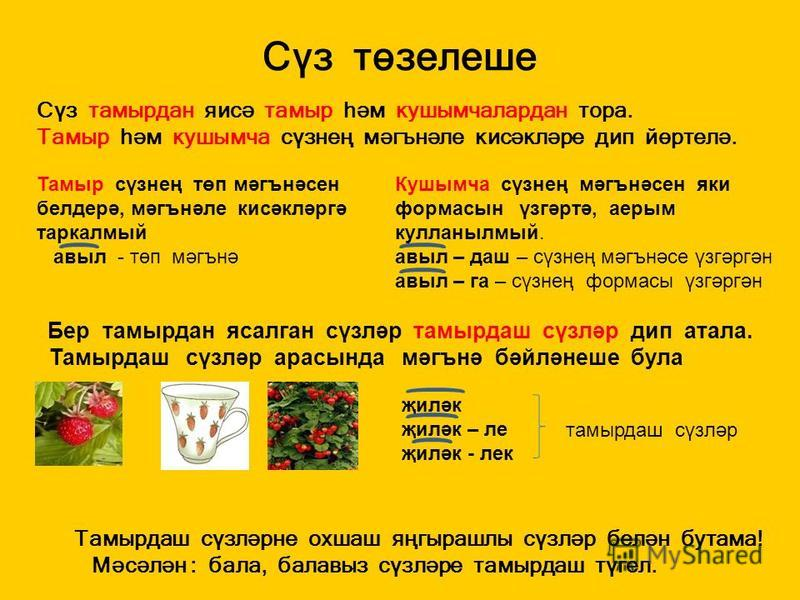 Сүз төзелеше
Сүз тамырдан яисә тамыр һәм кушымчалардан тора.
Тамыр һәм кушымча сүзнең мәгънәле кисәкләре дип йөртелә.
Тамыр сүзнең төп мәгънәсен
белдерә, мәгънәле кисәкләргә
таркалмый
авыл - төп мәгънә
Кушымча сүзнең мәгънәсен яки
формасын үзгәртә, аерым
кулланылмый.
авыл – даш – сүзнең мәгънәсе үзгәргән
авыл – га – сүзнең формасы үзгәргән
Бер тамырдан ясалган сүзләр тамырдаш сүзләр дип атала.
Тамырдаш сүзләр арасында мәгънә бәйләнеше була
җиләк
җиләк – ле
җиләк - лек
тамырдаш сүзләр
Тамырдаш сүзләрне охшаш яңгырашлы сүзләр белән бутама!
Мәсәлән : бала, балавыз сүзләре тамырдаш түгел.
MyShared